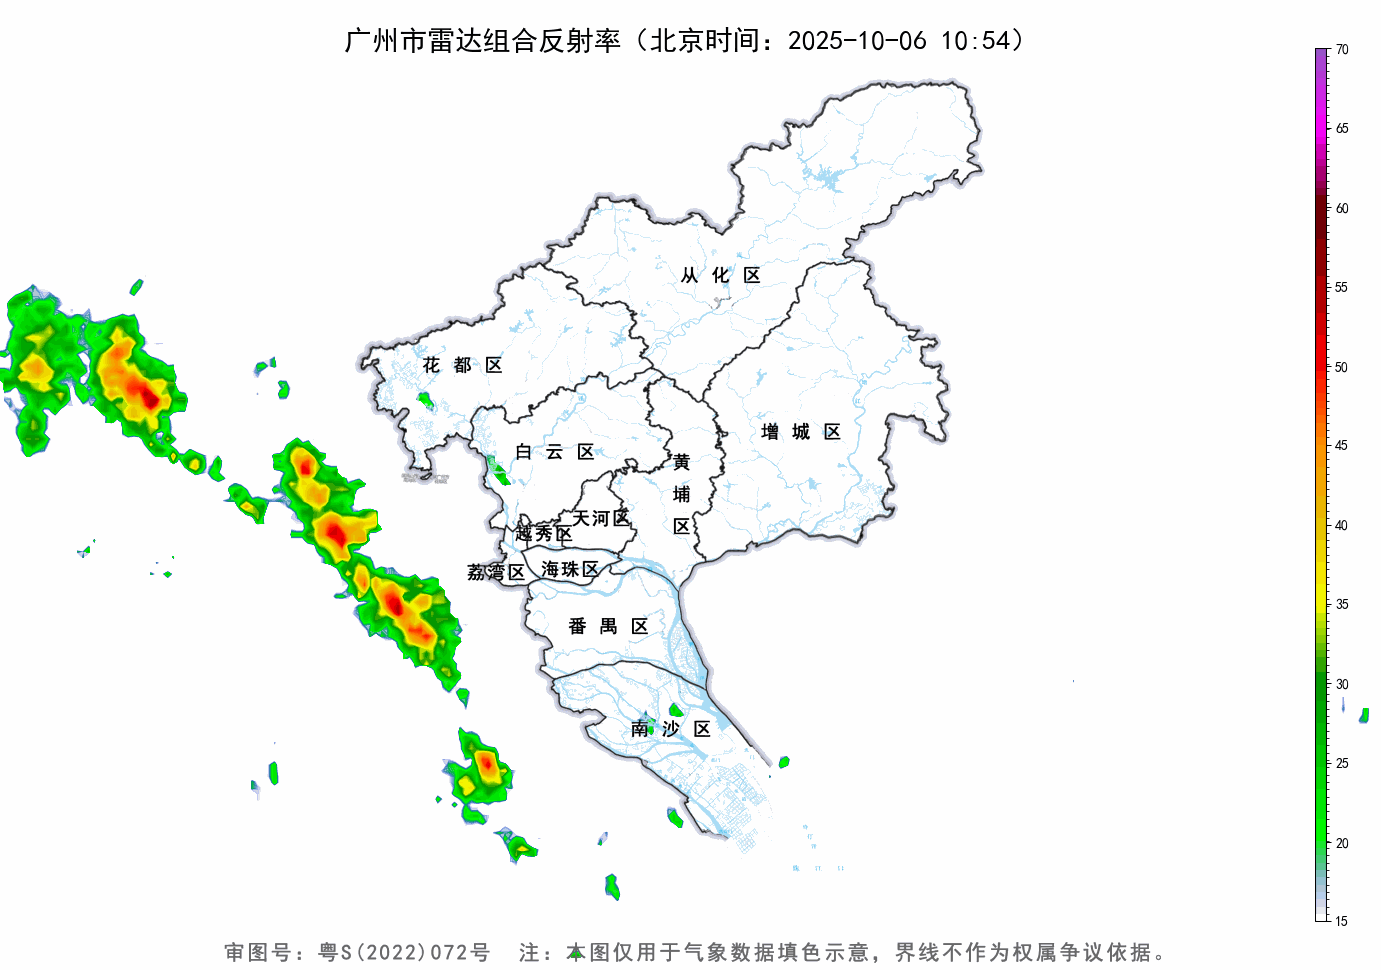 广州市雷达组合反射率（北京时间：2025-10-06 10:54）
70
65
60
55
50
45
40
35
30
25
20
15
从化区
花都区
增城区
白云区
黄埔区
天河区
越秀区
海珠区
荔湾区
番禺区
南沙区
审图号：粤S(2022)072号 注：本图仅用于气象数据填色示意，界线不作为权属争议依据。